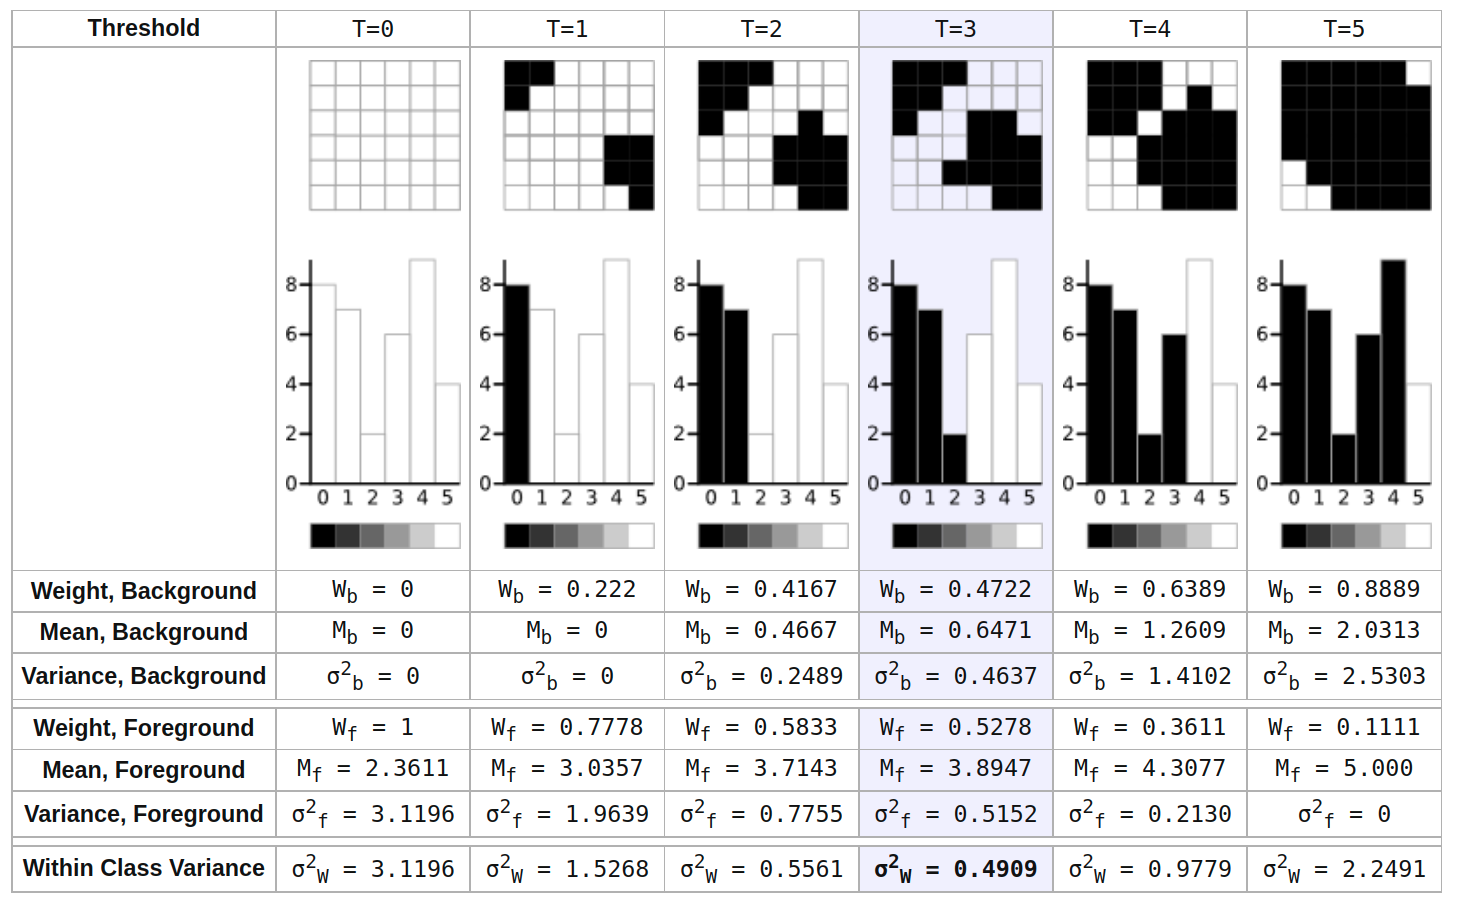 Threshold T=0 T=1 T=2 T=3 T=4 T=5
8 8 8 8 8 8
6 6 6 6 6 6
4 4 4 4 4 4
2 2 2 2 2 2
0 0 0 0 0 0
0 1 2 3 4 5 0 1 2 3 4 5 0 1 2 3 4 5 0 1 2 3 4 5 0 1 2 3 4 5 0 1 2 3 4 5
Weight, Background W_b = 0 W_b = 0.222 W_b = 0.4167 W_b = 0.4722 W_b = 0.6389 W_b = 0.8889
Mean, Background M_b = 0 M_b = 0 M_b = 0.4667 M_b = 0.6471 M_b = 1.2609 M_b = 2.0313
Variance, Background σ²_b = 0 σ²_b = 0 σ²_b = 0.2489 σ²_b = 0.4637 σ²_b = 1.4102 σ²_b = 2.5303
Weight, Foreground W_f = 1 W_f = 0.7778 W_f = 0.5833 W_f = 0.5278 W_f = 0.3611 W_f = 0.1111
Mean, Foreground M_f = 2.3611 M_f = 3.0357 M_f = 3.7143 M_f = 3.8947 M_f = 4.3077 M_f = 5.000
Variance, Foreground σ²_f = 3.1196 σ²_f = 1.9639 σ²_f = 0.7755 σ²_f = 0.5152 σ²_f = 0.2130 σ²_f = 0
Within Class Variance σ²_W = 3.1196 σ²_W = 1.5268 σ²_W = 0.5561 σ²_W = 0.4909 σ²_W = 0.9779 σ²_W = 2.2491